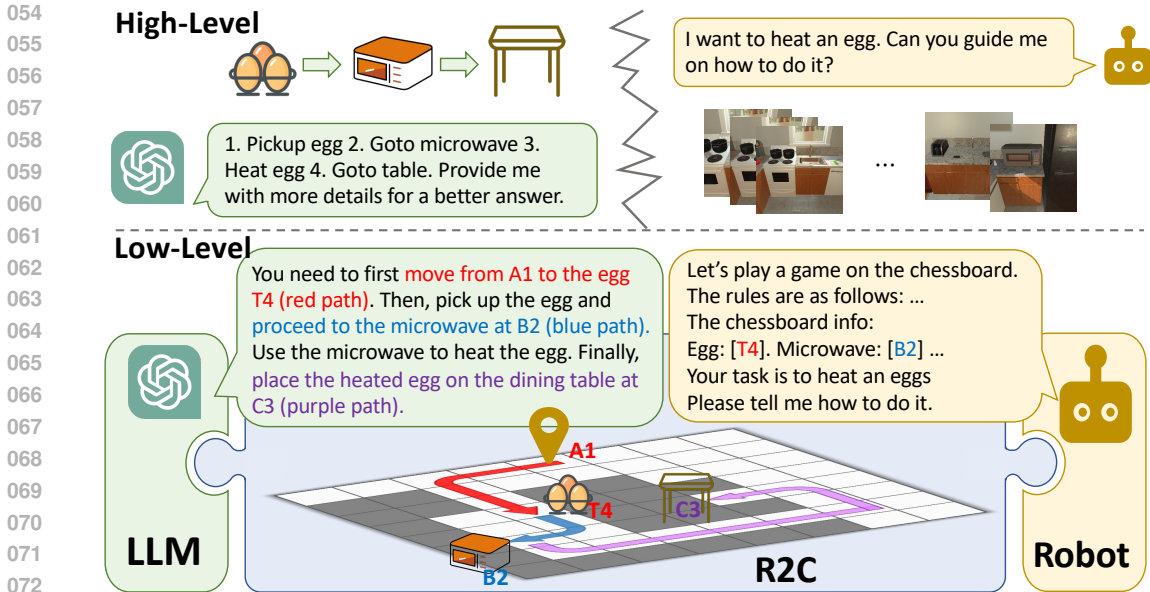 054
055
056
057
058
059
060
061
062
063
064
065
066
067
068
069
070
071
072
High-Level
I want to heat an egg. Can you guide me
on how to do it?
1. Pickup egg 2. Goto microwave 3.
Heat egg 4. Goto table. Provide me
with more details for a better answer.
...
Low-Level
You need to first move from A1 to the egg
T4 (red path). Then, pick up the egg and
proceed to the microwave at B2 (blue path).
Use the microwave to heat the egg. Finally,
place the heated egg on the dining table at
C3 (purple path).
Let's play a game on the chessboard.
The rules are as follows: ...
The chessboard info:
Egg: [T4]. Microwave: [B2] ...
Your task is to heat an eggs
Please tell me how to do it.
A1
T4
C3
B2
LLM
R2C
Robot